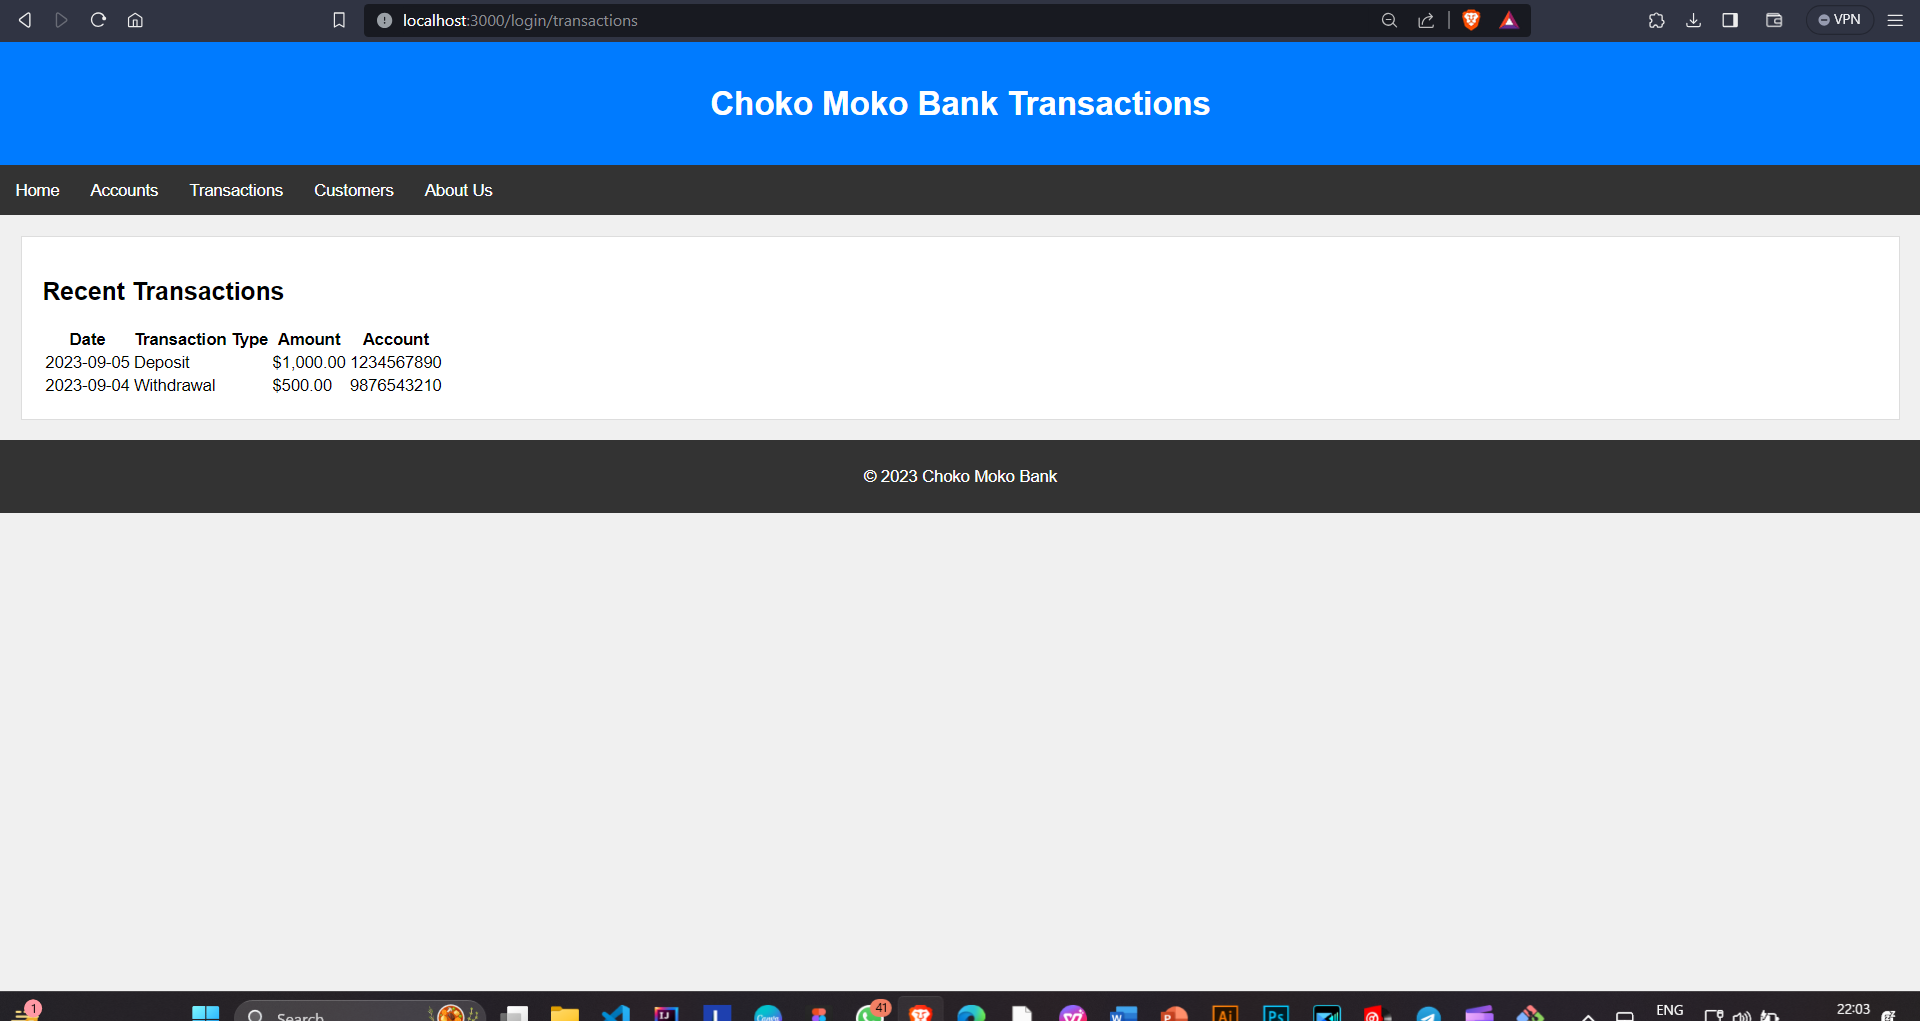 localhost:3000/login/transactions
VPN
Choko Moko Bank Transactions
Home Accounts Transactions Customers About Us
Recent Transactions
Date Transaction Type Amount Account
2023-09-05 Deposit $1,000.00 1234567890
2023-09-04 Withdrawal $500.00 9876543210
© 2023 Choko Moko Bank
1
Search
41
ENG
22:03